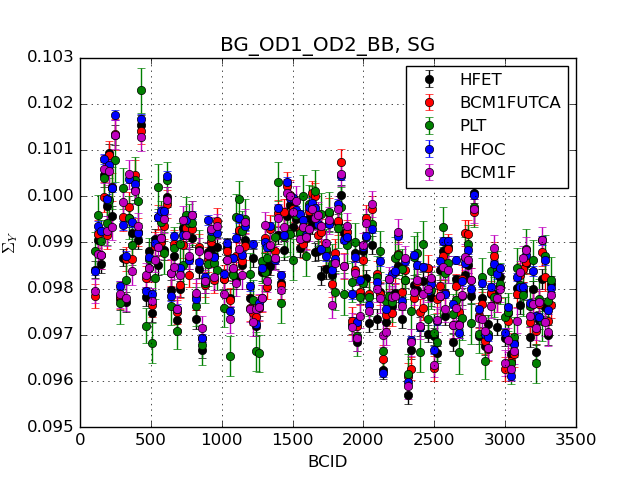 BG_OD1_OD2_BB, SG
0.103
0.102
0.101
0.100
0.099
0.098
0.097
0.096
0.095
Σ_Y
HFET
BCM1FUTCA
PLT
HFOC
BCM1F
0 500 1000 1500 2000 2500 3000 3500
BCID